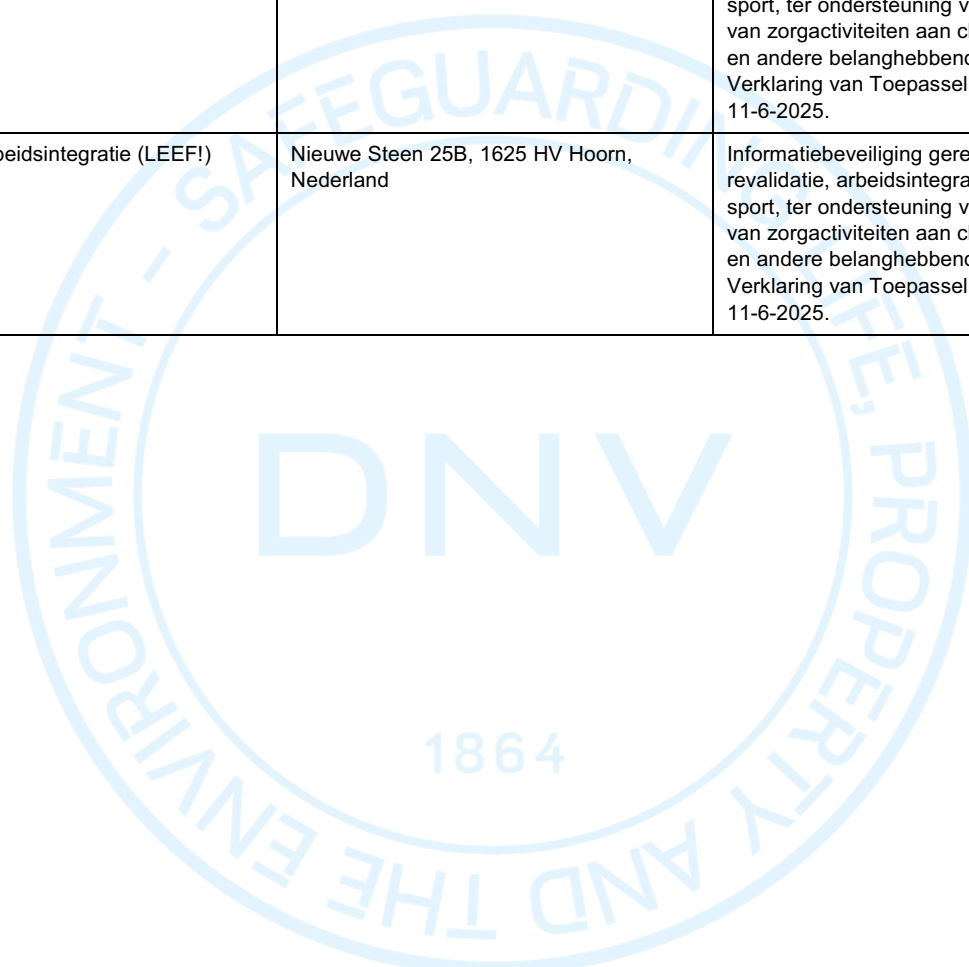 sport, ter ondersteuning v
van zorgactiviteiten aan c
en andere belanghebbend
Verklaring van Toepassel
11-6-2025.
beidsintegratie (LEEF!)
Nieuwe Steen 25B, 1625 HV Hoorn,
Nederland
Informatiebeveiliging gere
revalidatie, arbeidsintegra
sport, ter ondersteuning v
van zorgactiviteiten aan c
en andere belanghebbend
Verklaring van Toepassel
11-6-2025.
SAFEGUARDING LIFE, PROPERTY AND THE ENVIRONMENT -
DNV
1864